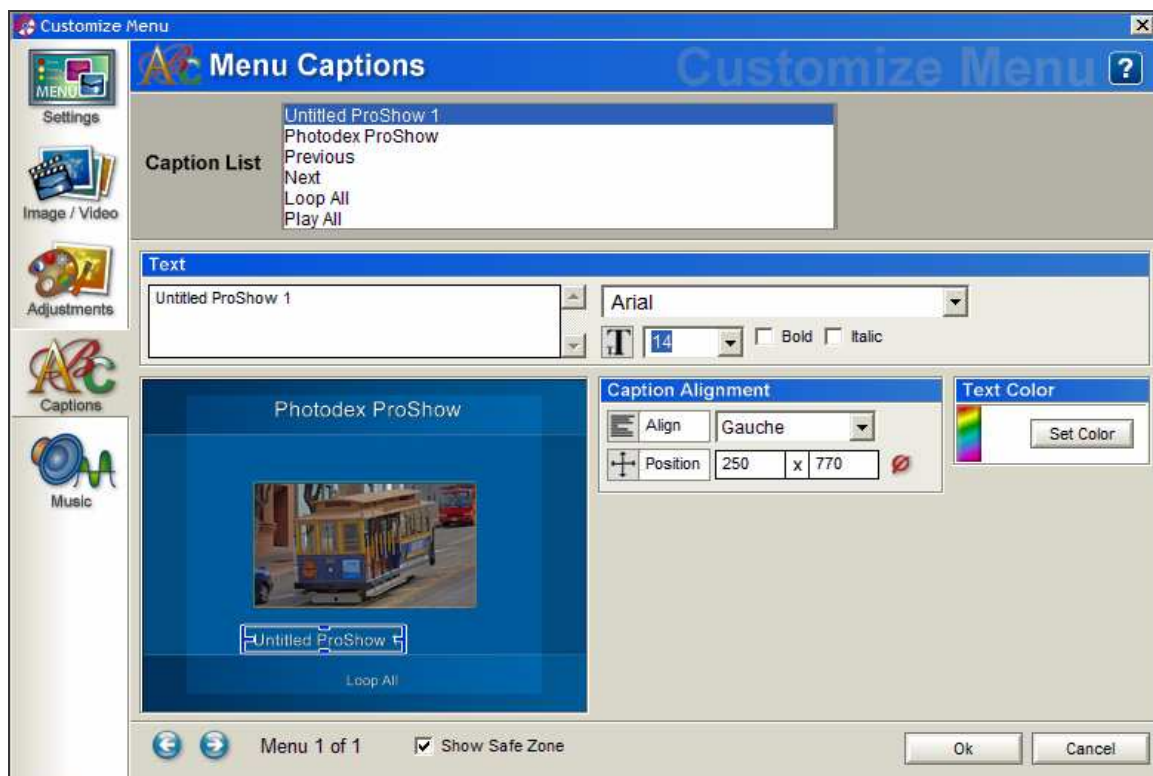 Customize Menu
MENU
Settings
Image / Video
Adjustments
Captions
Music
ABC Menu Captions
Customize Menu
?
Caption List
Untitled ProShow 1
Photodex ProShow
Previous
Next
Loop All
Play All
Text
Untitled ProShow 1
Arial
T 14 Bold Italic
Photodex ProShow
Untitled ProShow 1
Loop All
Caption Alignment
Align Gauche
Position 250 x 770
Text Color
Set Color
Menu 1 of 1 Show Safe Zone
Ok Cancel